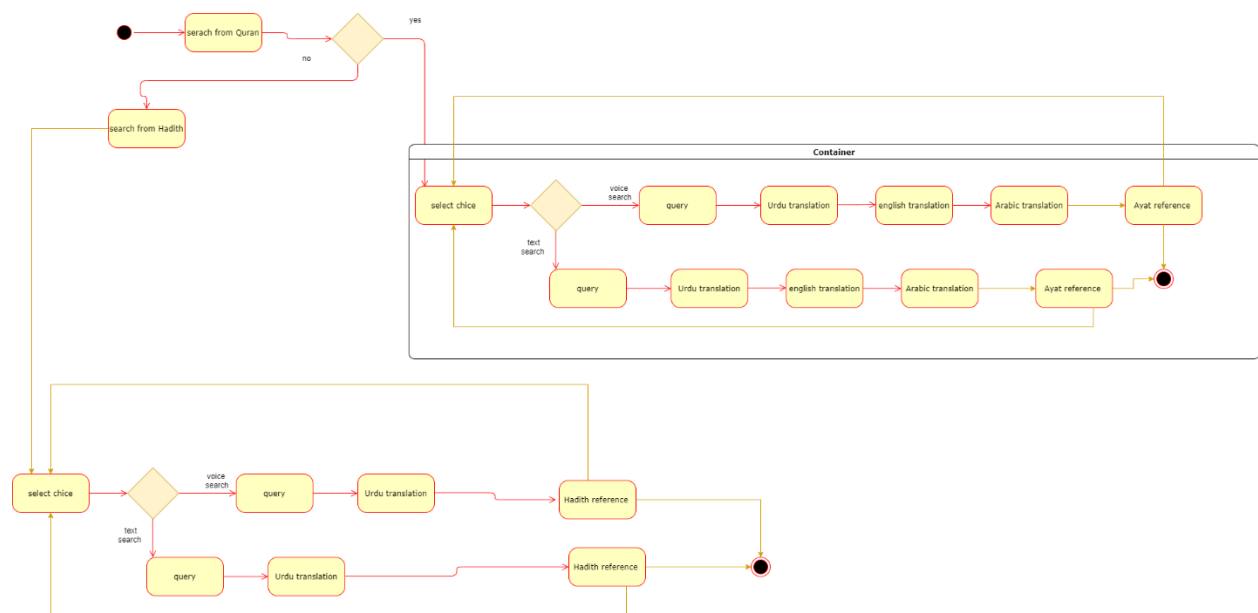 yes
serach from Quran
no
search from Hadith
Container
select chice
voice
search
query
Urdu translation
english translation
Arabic translation
Ayat reference
text
search
query
Urdu translation
english translation
Arabic translation
Ayat reference
select chice
voice
search
query
Urdu translation
Hadith reference
text
search
query
Urdu translation
Hadith reference